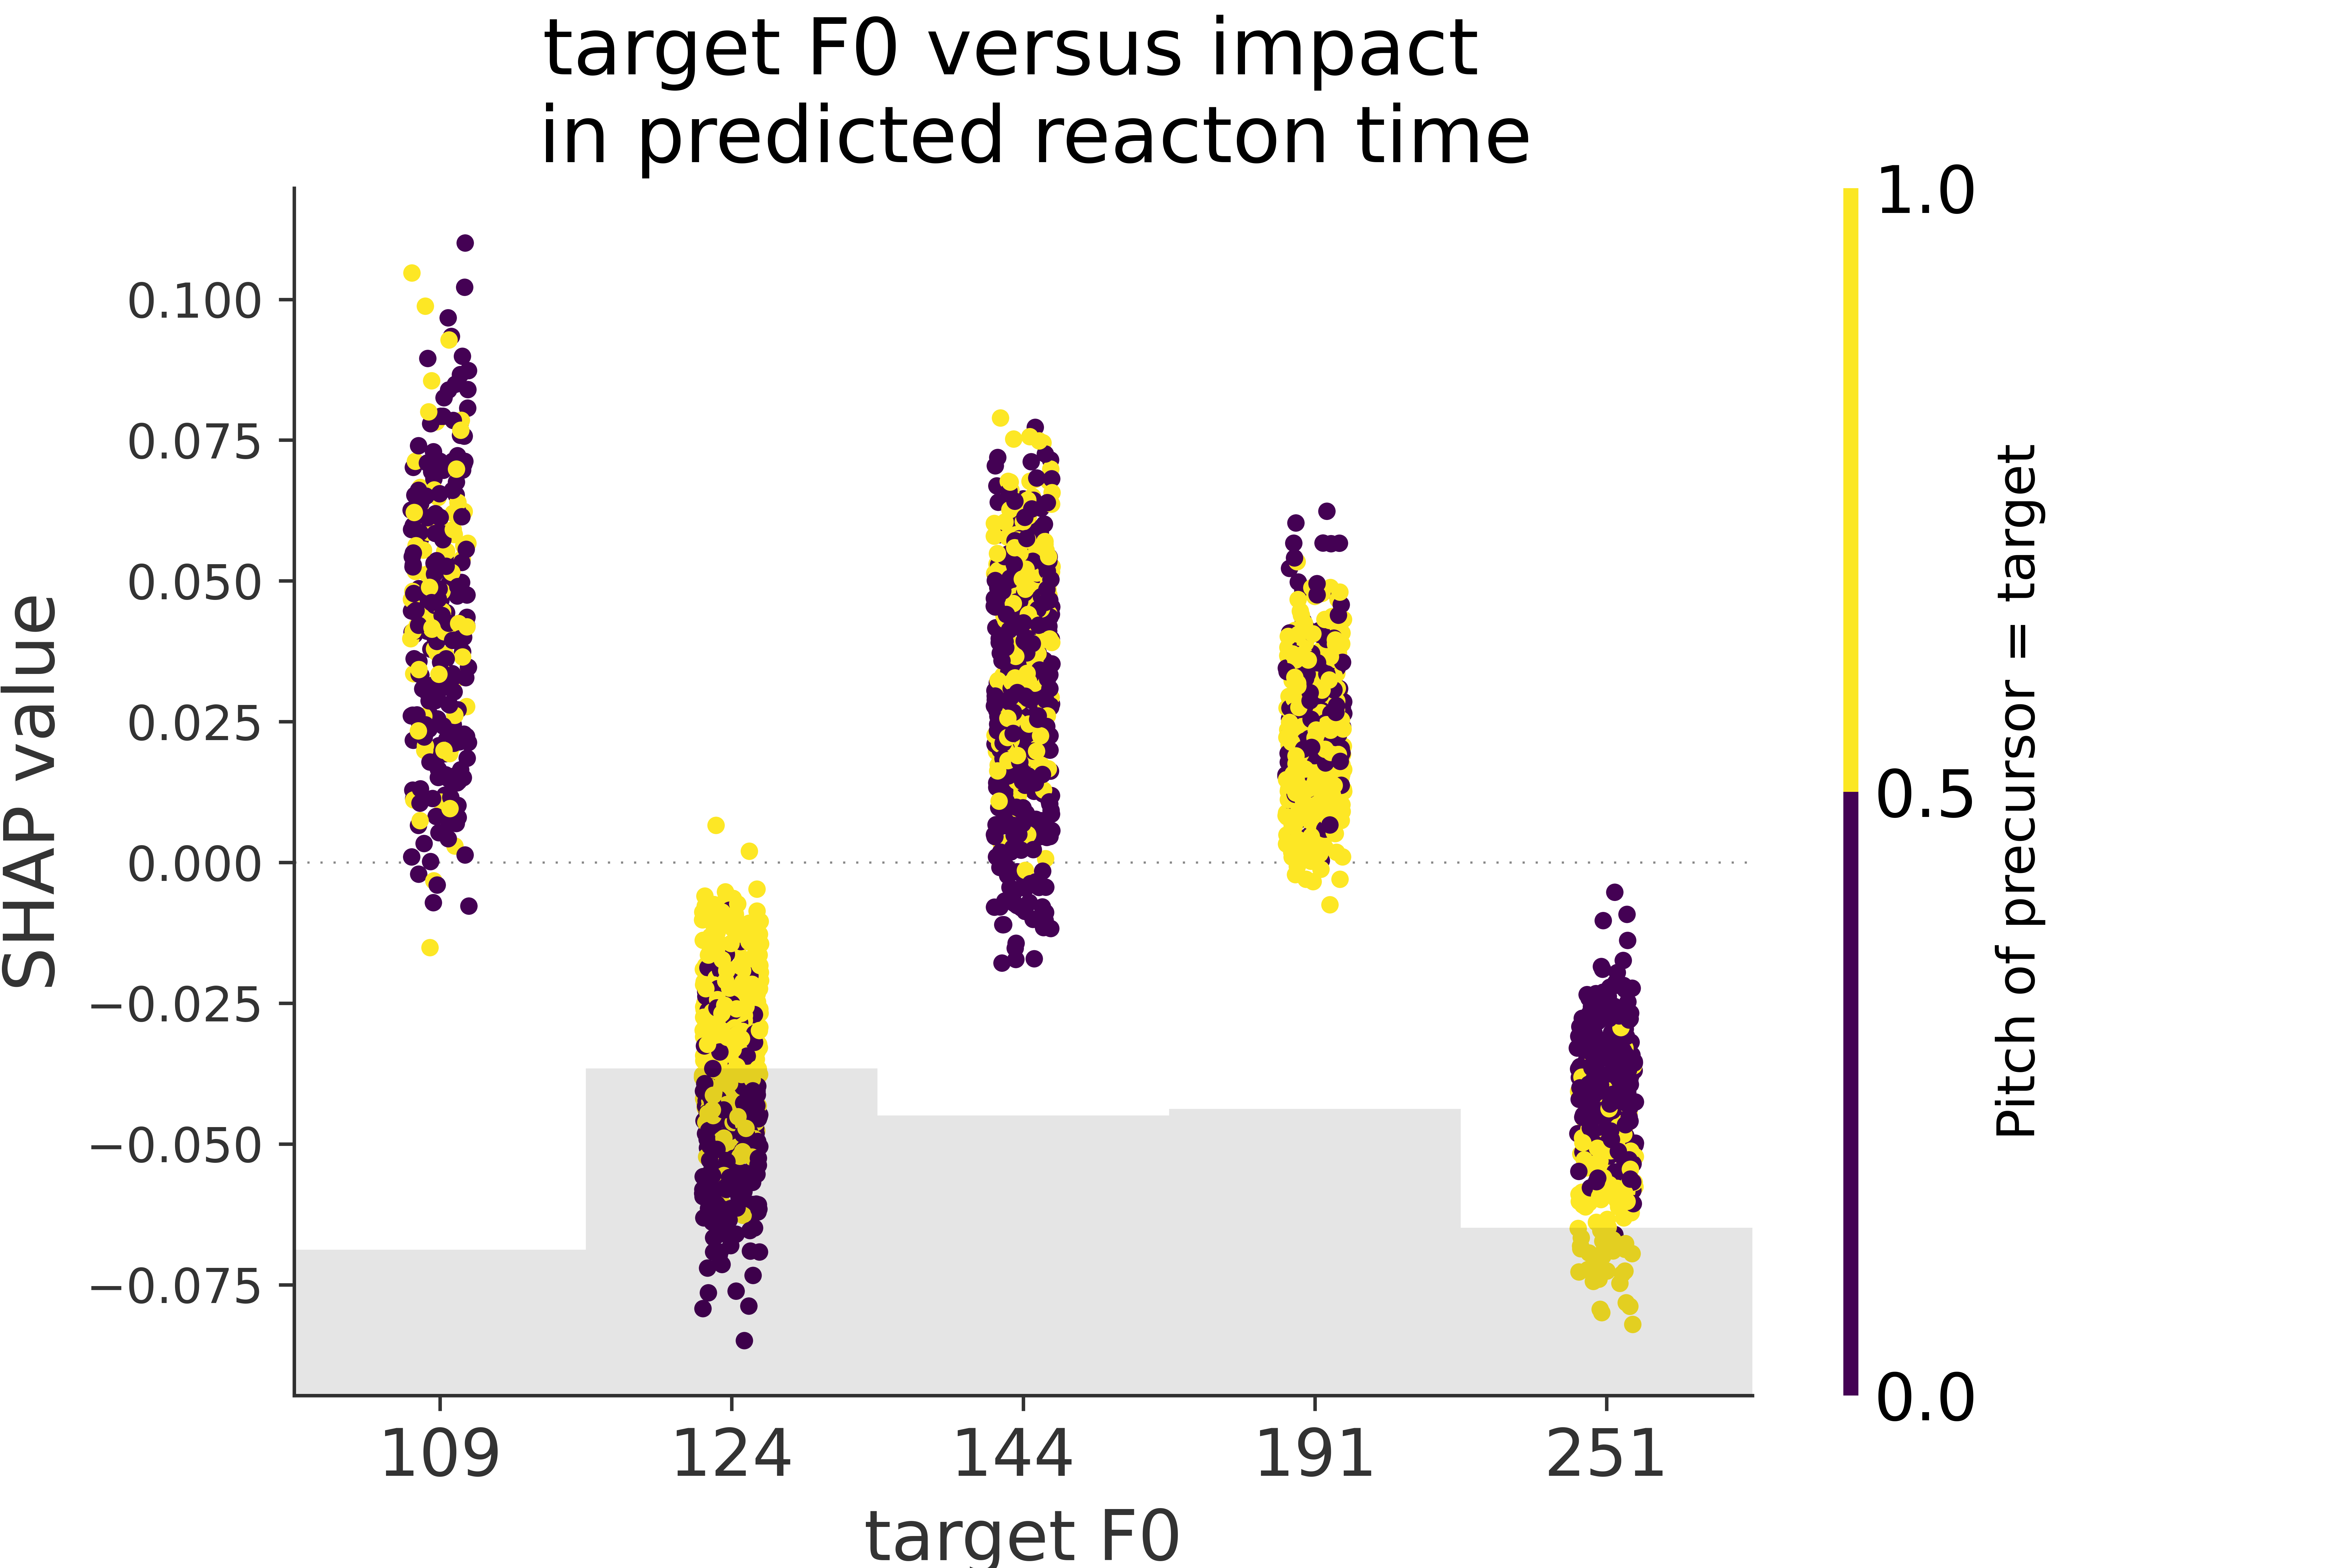 target F0 versus impact
in predicted reacton time
SHAP value
0.100
0.075
0.050
0.025
0.000
−0.025
−0.050
−0.075
109 124 144 191 251
target F0
1.0
0.5
0.0
Pitch of precursor = target